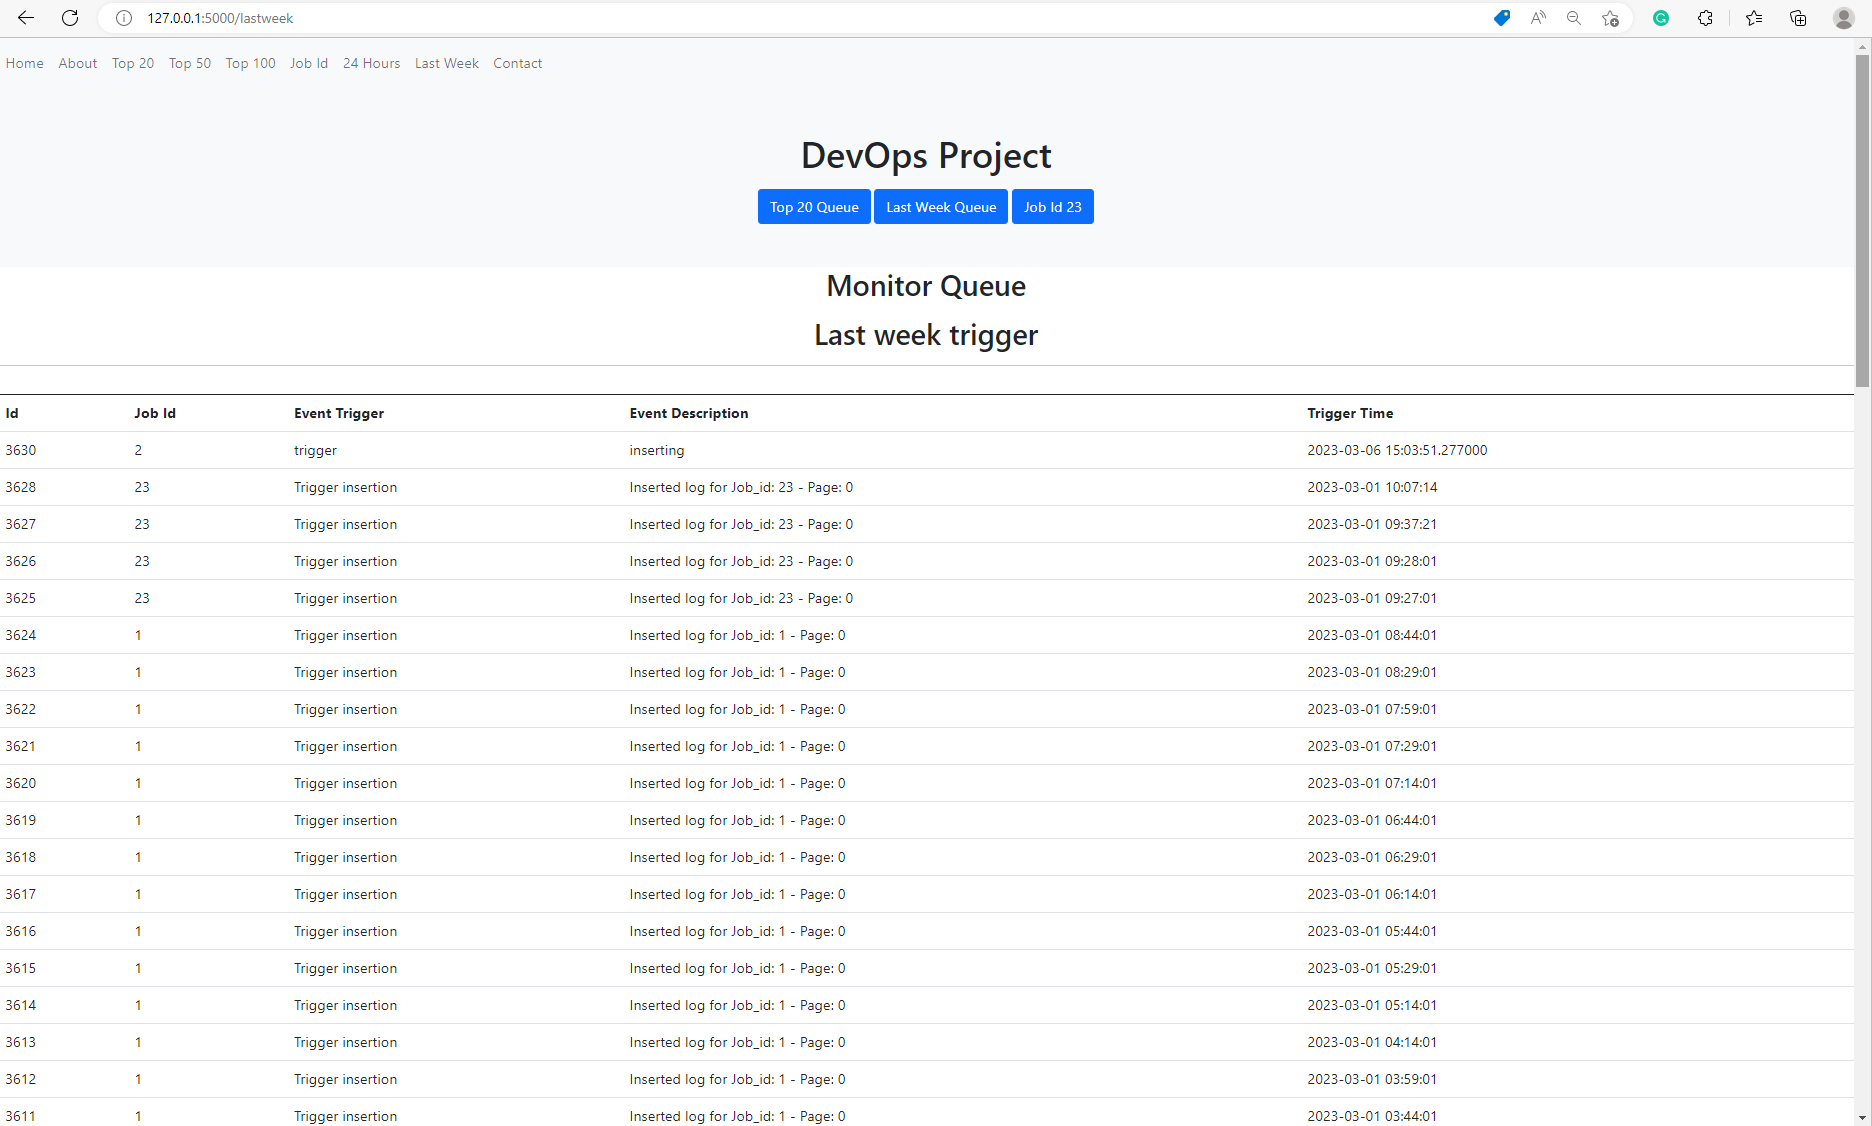 127.0.0.1:5000/lastweek
Home About Top 20 Top 50 Top 100 Job Id 24 Hours Last Week Contact
DevOps Project
Top 20 Queue Last Week Queue Job Id 23
Monitor Queue
Last week trigger
Id Job Id Event Trigger Event Description Trigger Time
3630 2 trigger inserting 2023-03-06 15:03:51.277000
3628 23 Trigger insertion Inserted log for Job_id: 23 - Page: 0 2023-03-01 10:07:14
3627 23 Trigger insertion Inserted log for Job_id: 23 - Page: 0 2023-03-01 09:37:21
3626 23 Trigger insertion Inserted log for Job_id: 23 - Page: 0 2023-03-01 09:28:01
3625 23 Trigger insertion Inserted log for Job_id: 23 - Page: 0 2023-03-01 09:27:01
3624 1 Trigger insertion Inserted log for Job_id: 1 - Page: 0 2023-03-01 08:44:01
3623 1 Trigger insertion Inserted log for Job_id: 1 - Page: 0 2023-03-01 08:29:01
3622 1 Trigger insertion Inserted log for Job_id: 1 - Page: 0 2023-03-01 07:59:01
3621 1 Trigger insertion Inserted log for Job_id: 1 - Page: 0 2023-03-01 07:29:01
3620 1 Trigger insertion Inserted log for Job_id: 1 - Page: 0 2023-03-01 07:14:01
3619 1 Trigger insertion Inserted log for Job_id: 1 - Page: 0 2023-03-01 06:44:01
3618 1 Trigger insertion Inserted log for Job_id: 1 - Page: 0 2023-03-01 06:29:01
3617 1 Trigger insertion Inserted log for Job_id: 1 - Page: 0 2023-03-01 06:14:01
3616 1 Trigger insertion Inserted log for Job_id: 1 - Page: 0 2023-03-01 05:44:01
3615 1 Trigger insertion Inserted log for Job_id: 1 - Page: 0 2023-03-01 05:29:01
3614 1 Trigger insertion Inserted log for Job_id: 1 - Page: 0 2023-03-01 05:14:01
3613 1 Trigger insertion Inserted log for Job_id: 1 - Page: 0 2023-03-01 04:14:01
3612 1 Trigger insertion Inserted log for Job_id: 1 - Page: 0 2023-03-01 03:59:01
3611 1 Trigger insertion Inserted log for Job_id: 1 - Page: 0 2023-03-01 03:44:01